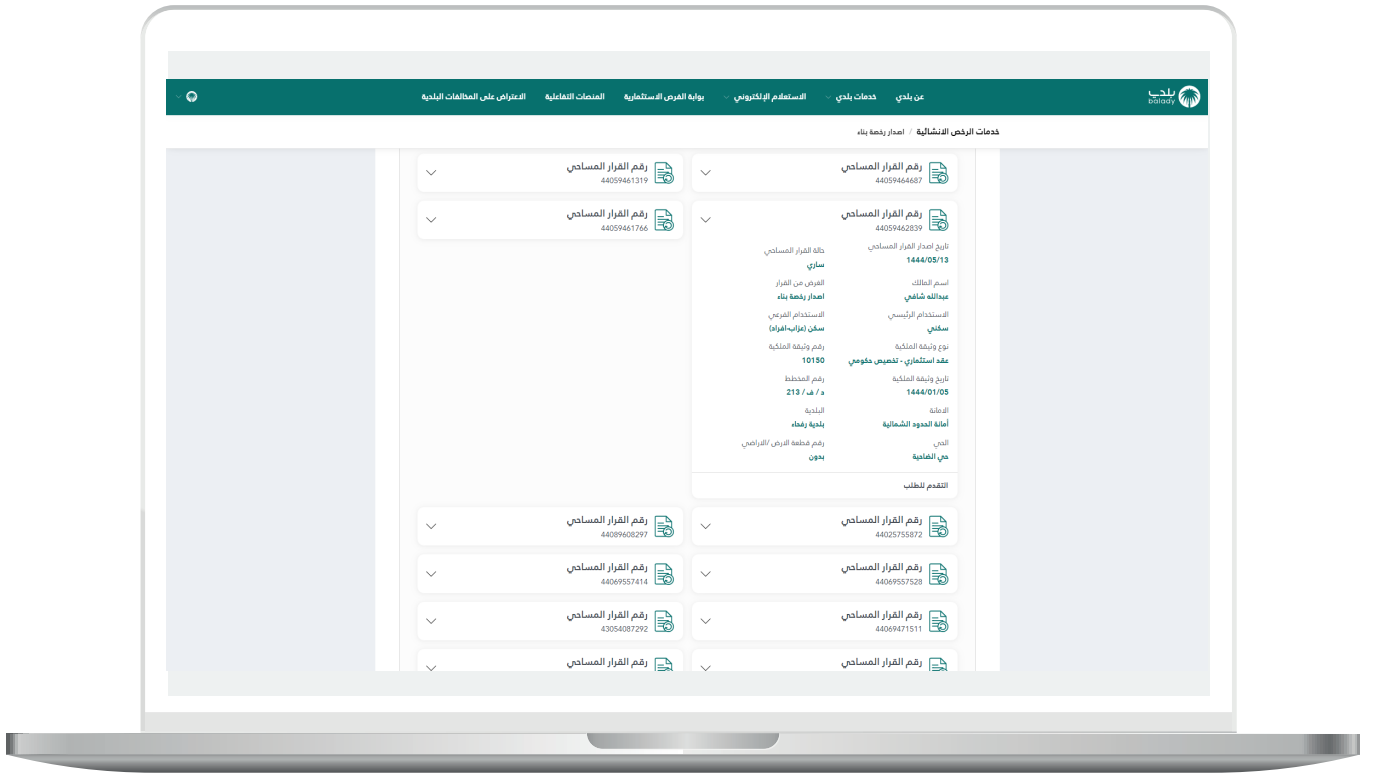 بلدي
balady
عن بلدي
خدمات بلدي
الاستعلام الإلكتروني
بوابة الفرص الاستثمارية
المنصات التفاعلية
الاعتراض على المخالفات البلدية
خدمات الرخص الانشائية / اصدار رخصة بناء
رقم القرار المساحي
44059464687
رقم القرار المساحي
44059461319
رقم القرار المساحي
44059462839
رقم القرار المساحي
44059461766
تاريخ اصدار القرار المساحي
1444/05/13
حالة القرار المساحي
ساري
اسم المالك
عبدالله شافي
الغرض من القرار
اصدار رخصة بناء
الاستخدام الرئيسي
سكني
الاستخدام الفرعي
سكن (عزاب-افراد)
نوع وثيقة الملكية
عقد استثماري - تخصيص حكومي
رقم وثيقة الملكية
10150
تاريخ وثيقة الملكية
1444/01/05
رقم المخطط
د / ف / 213
الامانة
أمانة الحدود الشمالية
البلدية
بلدية رفحاء
الحي
حي الضاحية
رقم قطعة الارض /الاراضي
بدون
التقدم للطلب
رقم القرار المساحي
44025755872
رقم القرار المساحي
44089608297
رقم القرار المساحي
44069557528
رقم القرار المساحي
44069557414
رقم القرار المساحي
44069471511
رقم القرار المساحي
43054087292
رقم القرار المساحي
رقم القرار المساحي